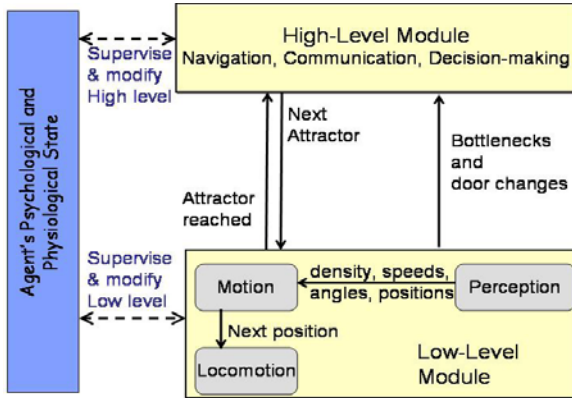 Agent's Psychological and
Physiological State
Supervise
& modify
High level
High-Level Module
Navigation, Communication, Decision-making
Next
Attractor
Attractor
reached
Bottlenecks
and
door changes
Supervise
& modify
Low level
Motion
density, speeds,
angles, positions
Perception
Next position
Locomotion
Low-Level
Module